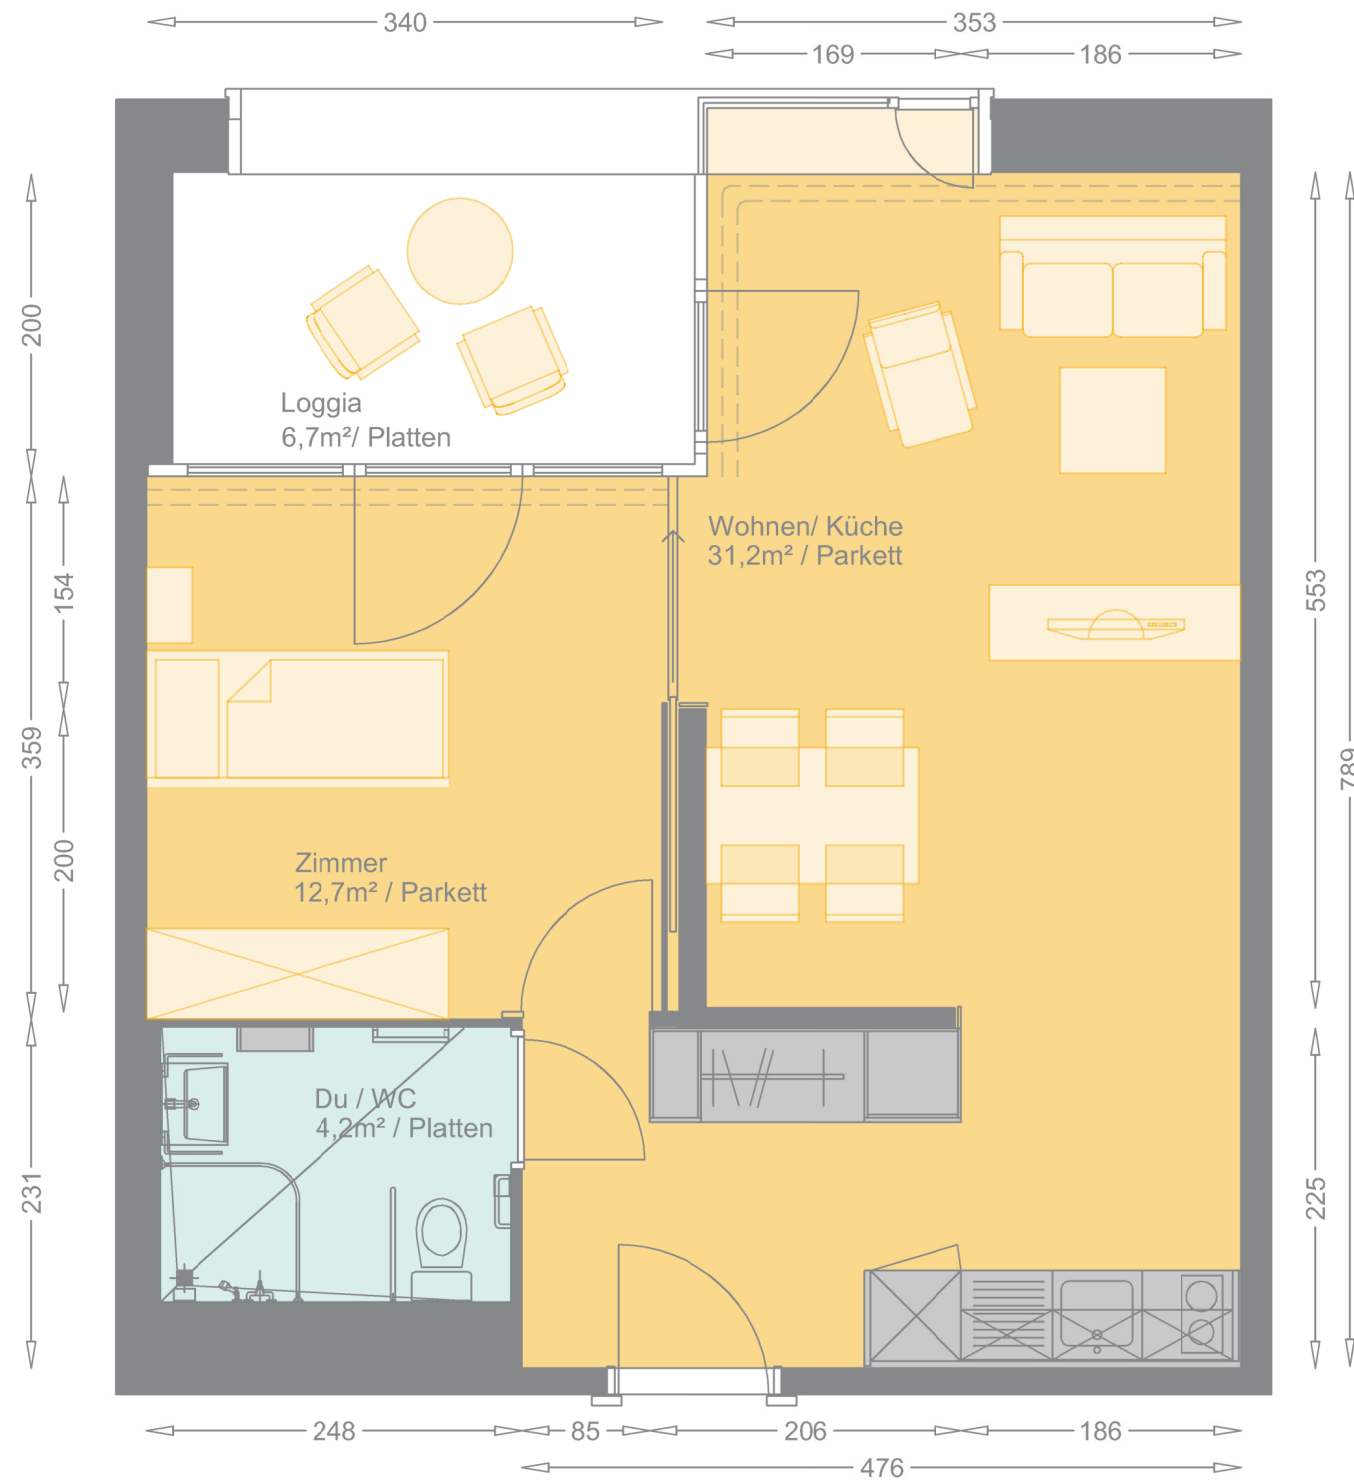 340
353
169
186
200
Loggia
6,7m²/ Platten
Wohnen/ Küche
31,2m² / Parkett
154
553
359
789
200
Zimmer
12,7m² / Parkett
Du / WC
4,2m² / Platten
231
225
248
85
206
186
476